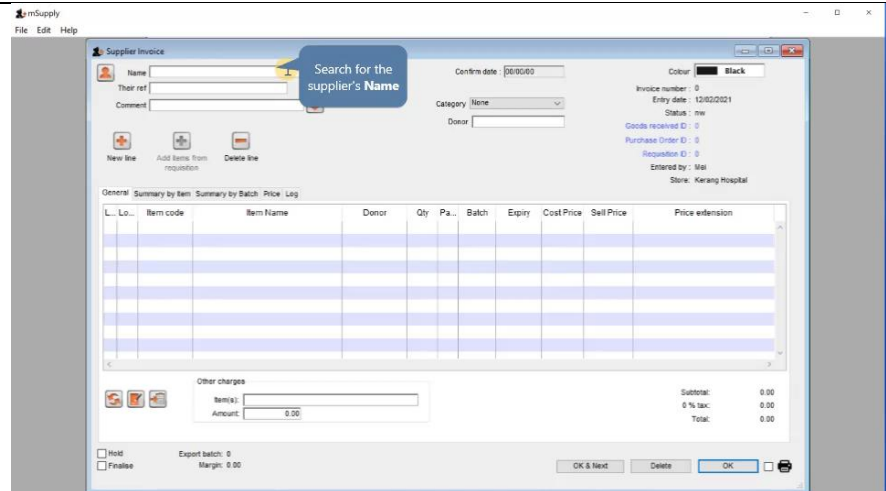 mSupply
File Edit Help
Supplier Invoice
Name
Search for the
supplier's Name
Confirm date : 00/00/00
Colour Black
Their ref
Invoice number : 0
Comment
Category None
Entry date : 12/02/2021
Status : nw
Donor
Goods received ID : 0
Purchase Order ID : 0
Requisition ID : 0
Entered by : Mei
Store: Kerang Hospital
New line
Add items from
requisition
Delete line
General Summary by Item Summary by Batch Price Log
L... Lo... Item code Item Name Donor Qty Pa... Batch Expiry Cost Price Sell Price Price extension
Other charges
Item(s):
Amount: 0.00
Subtotal: 0.00
0 % tax: 0.00
Total: 0.00
Hold Export batch: 0
Finalise Margin: 0.00
OK & Next Delete OK